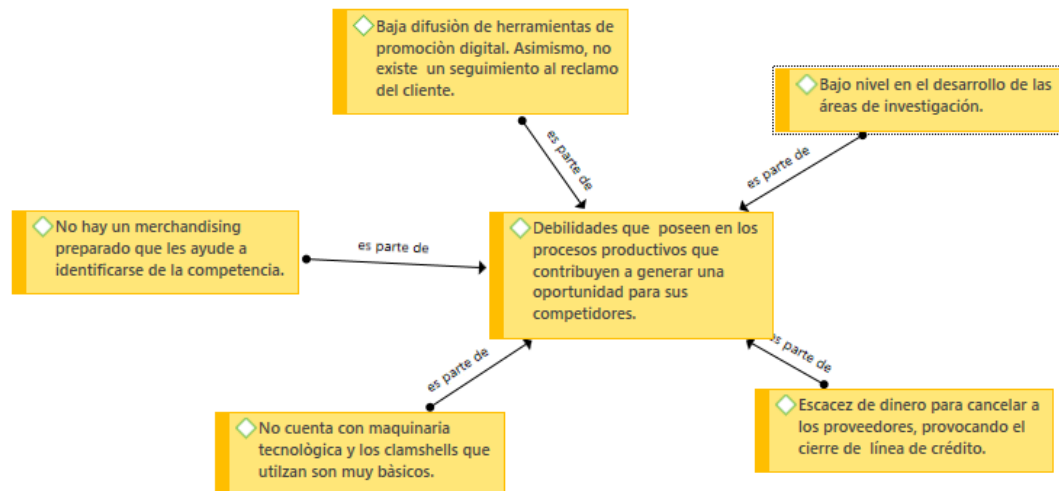 Baja difusiòn de herramientas de
promociòn digital. Asimismo, no
existe un seguimiento al reclamo
del cliente.
Bajo nivel en el desarrollo de las
áreas de investigación.
es parte de
es parte de
No hay un merchandising
preparado que les ayude a
identificarse de la competencia.
es parte de
Debilidades que poseen en los
procesos productivos que
contribuyen a generar una
oportunidad para sus
competidores.
es parte de
es parte de
No cuenta con maquinaria
tecnològica y los clamshells que
utilzan son muy bàsicos.
Escacez de dinero para cancelar a
los proveedores, provocando el
cierre de línea de crédito.